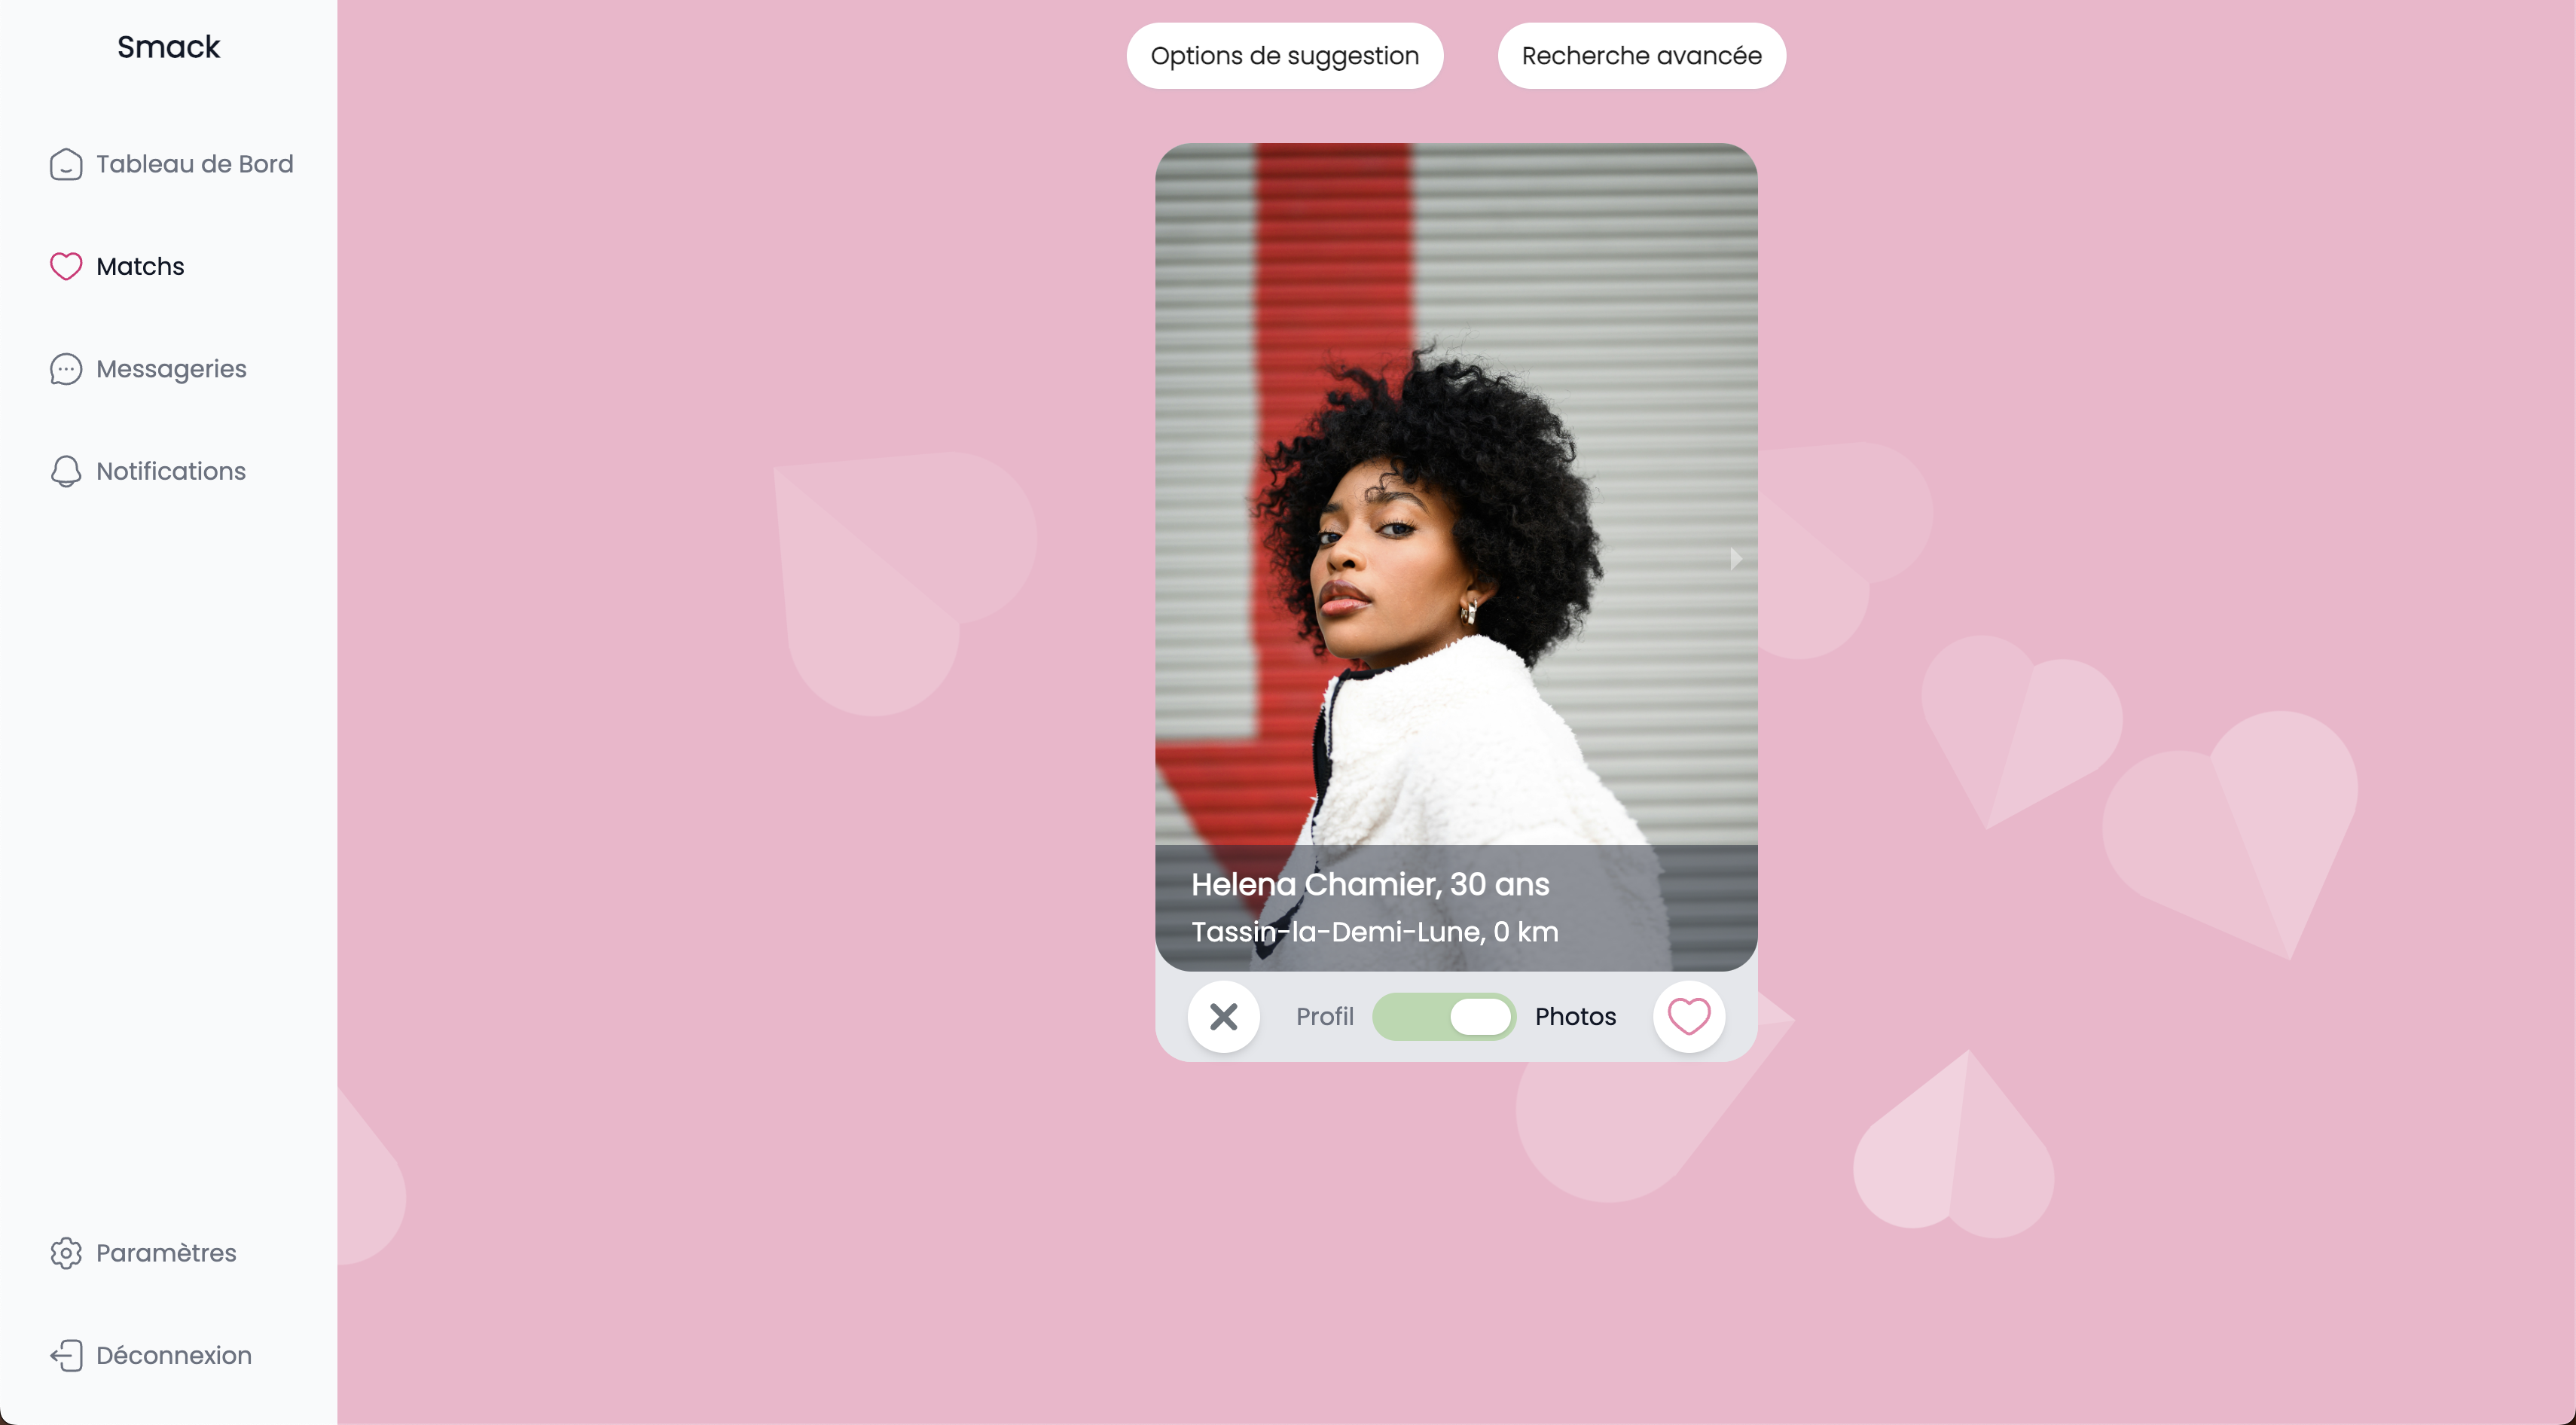 Smack
Tableau de Bord
Matchs
Messageries
Notifications
Paramètres
Déconnexion
Options de suggestion
Recherche avancée
Helena Chamier, 30 ans
Tassin-la-Demi-Lune, 0 km
Profil
Photos